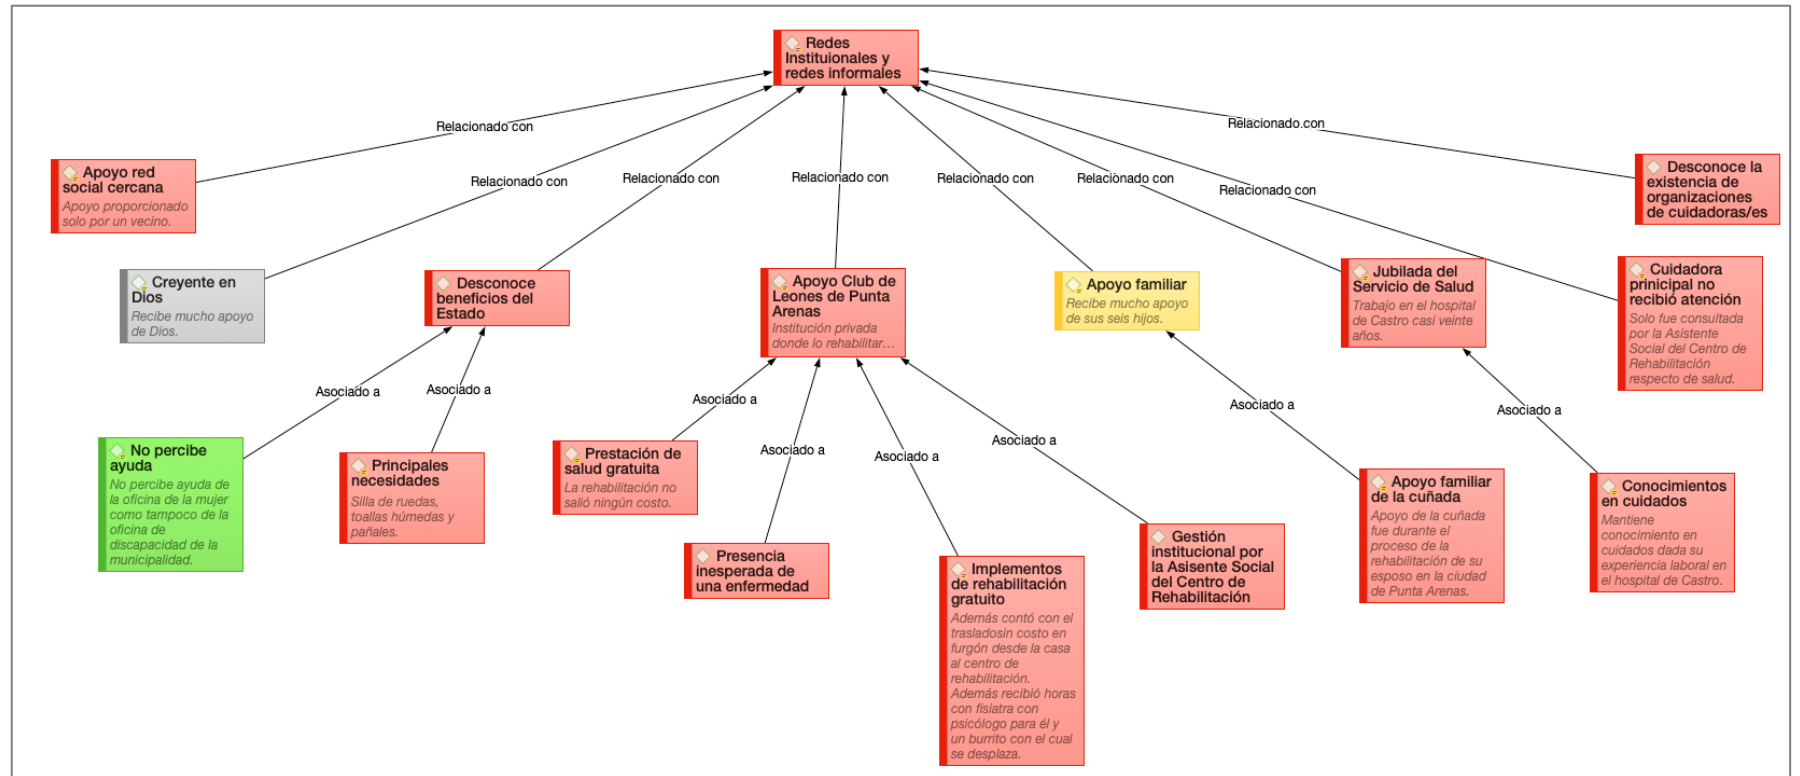 Redes
Instituionales y
redes informales
Relacionado con
Relacionado.con
Apoyo red
social cercana
Apoyo proporcionado
solo por un vecino.
Desconoce la
existencia de
organizaciones
de cuidadoras/es
Relacionado con
Relacionado con
Relacionado con
Relacionado con
Relacionado con
Relacionado con
Creyente en
Dios
Recibe mucho apoyo
de Dios.
Desconoce
beneficios del
Estado
Apoyo Club de
Leones de Punta
Arenas
Institución privada
donde lo rehabilitar...
Apoyo familiar
Recibe mucho apoyo
de sus seis hijos.
Jubilada del
Servicio de Salud
Trabajo en el hospital
de Castro casi veinte
años.
Cuidadora
prinicipal no
recibió atención
Solo fue consultada
por la Asistente
Social del Centro de
Rehabilitación
respecto de salud.
Asociado a
Asociado a
Asociado a
Asociado a
Asociado a
Asociado a
Asociado a
Asociado a
No percibe
ayuda
No percibe ayuda de
la oficina de la mujer
como tampoco de la
oficina de
discapacidad de la
municipalidad.
Principales
necesidades
Silla de ruedas,
toallas húmedas y
pañales.
Prestación de
salud gratuita
La rehabilitación no
salió ningún costo.
Presencia
inesperada de
una enfermedad
Implementos
de rehabilitación
gratuito
Además contó con el
trasladosin costo en
furgón desde la casa
al centro de
rehabilitación.
Además recibió horas
con fisiatra con
psicólogo para él y
un burrito con el cual
se desplaza.
Gestión
institucional por
la Asisente Social
del Centro de
Rehabilitación
Apoyo familiar
de la cuñada
Apoyo de la cuñada
fue durante el
proceso de la
rehabilitación de su
esposo en la ciudad
de Punta Arenas.
Conocimientos
en cuidados
Mantiene
conocimiento en
cuidados dada su
experiencia laboral en
el hospital de Castro.